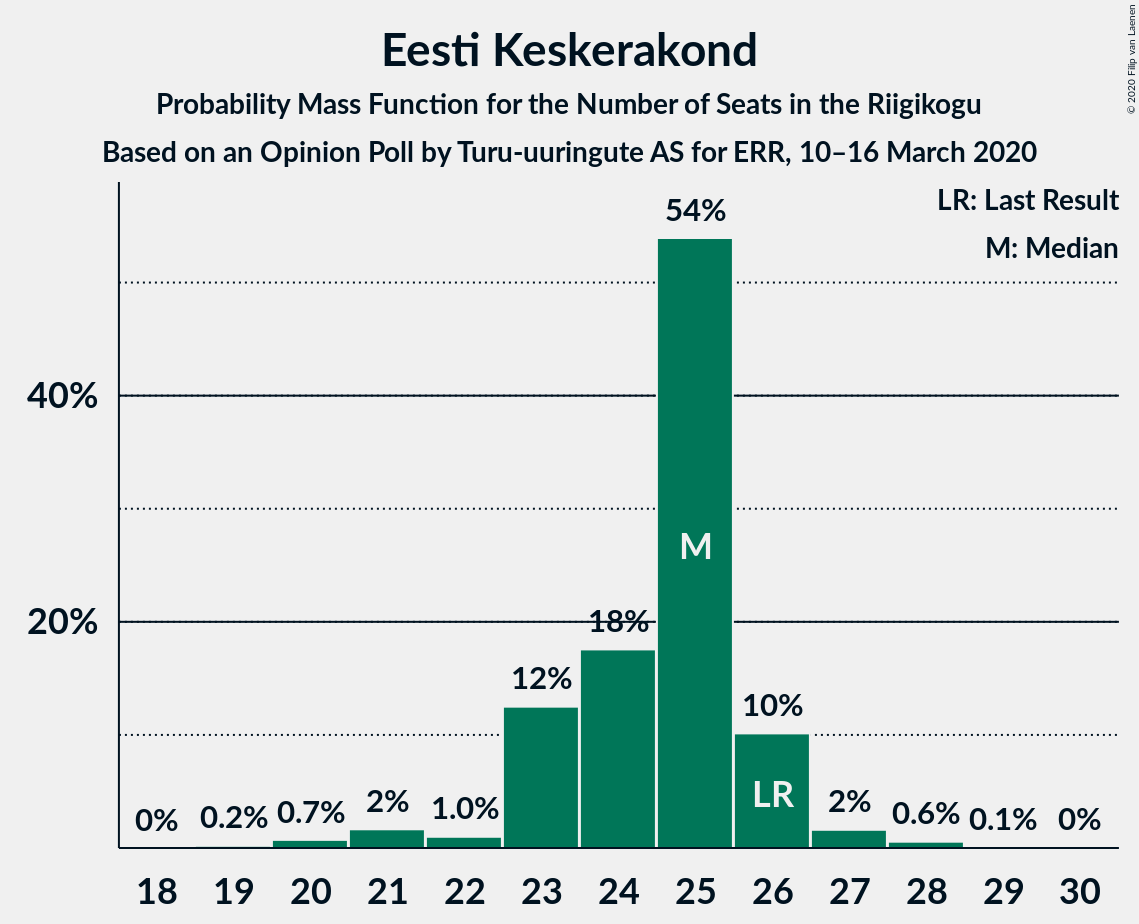 Eesti Keskerakond
Probability Mass Function for the Number of Seats in the Riigikogu
Based on an Opinion Poll by Turu-uuringute AS for ERR, 10–16 March 2020
© 2020 Filip van Laenen
LR: Last Result
M: Median
54%
40%
M
20%
18%
12%
10%
LR
0%
0.2%
0.7%
2%
1.0%
2%
0.6%
0.1%
0%
18 19 20 21 22 23 24 25 26 27 28 29 30